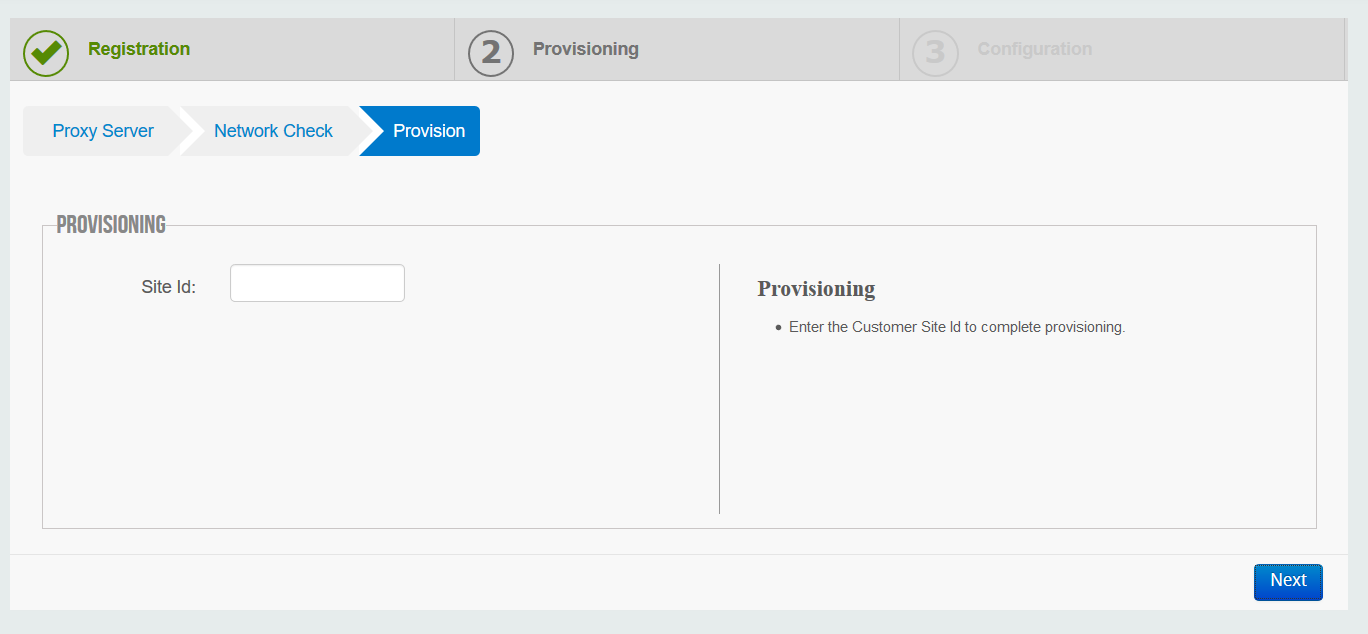 Registration
2 Provisioning
3 Configuration
Proxy Server Network Check Provision
PROVISIONING
Site Id:
Provisioning
• Enter the Customer Site Id to complete provisioning.
Next